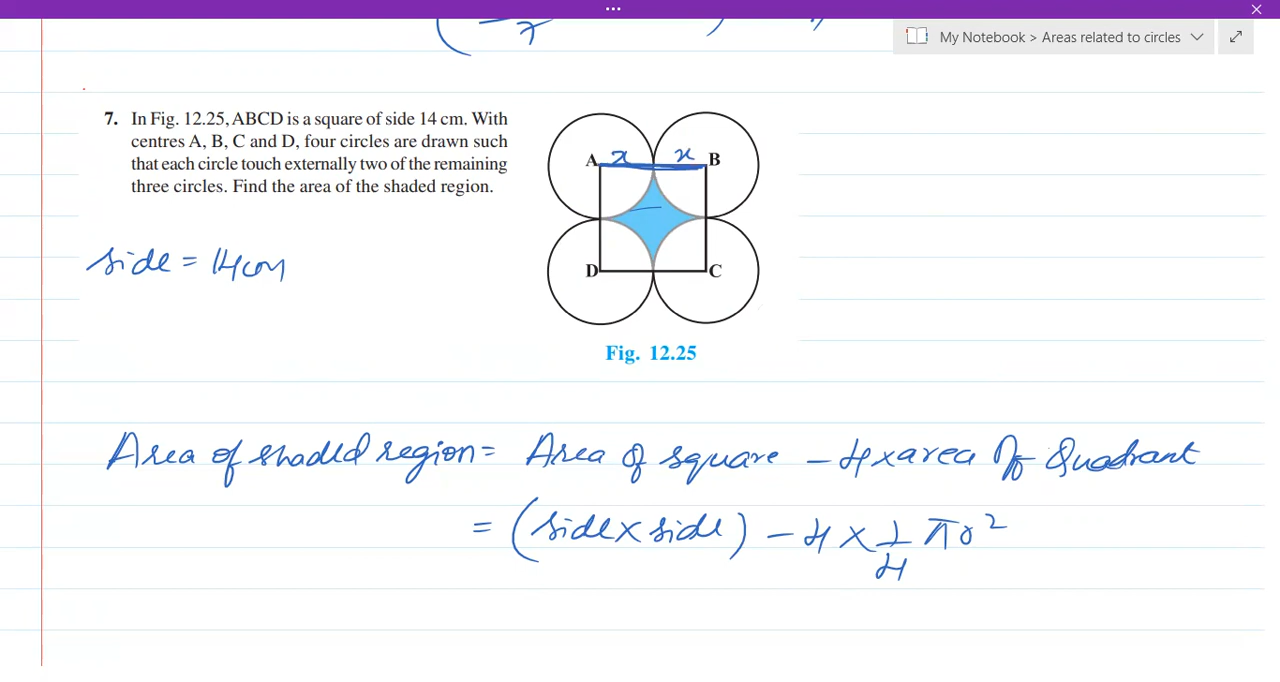 My Notebook > Areas related to circles
7. In Fig. 12.25, ABCD is a square of side 14 cm. With
centres A, B, C and D, four circles are drawn such
that each circle touch externally two of the remaining
three circles. Find the area of the shaded region.
A x x B
D C
Fig. 12.25
side = 14cm
Area of shaded region = Area of square - 4 x area of Quadrant
= (side x side) - 4 x 1/4 πr²